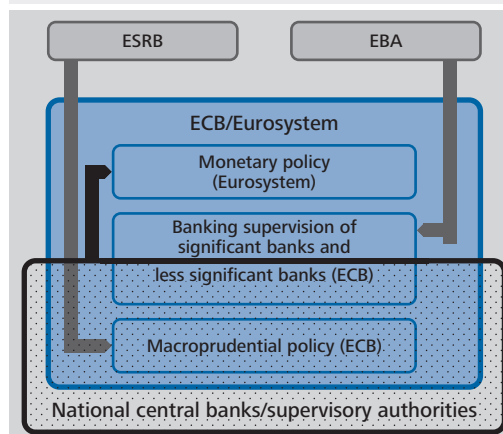 ESRB
EBA
ECB/Eurosystem
Monetary policy
(Eurosystem)
Banking supervision of
significant banks and
less significant banks (ECB)
Macroprudential policy (ECB)
National central banks/supervisory authorities